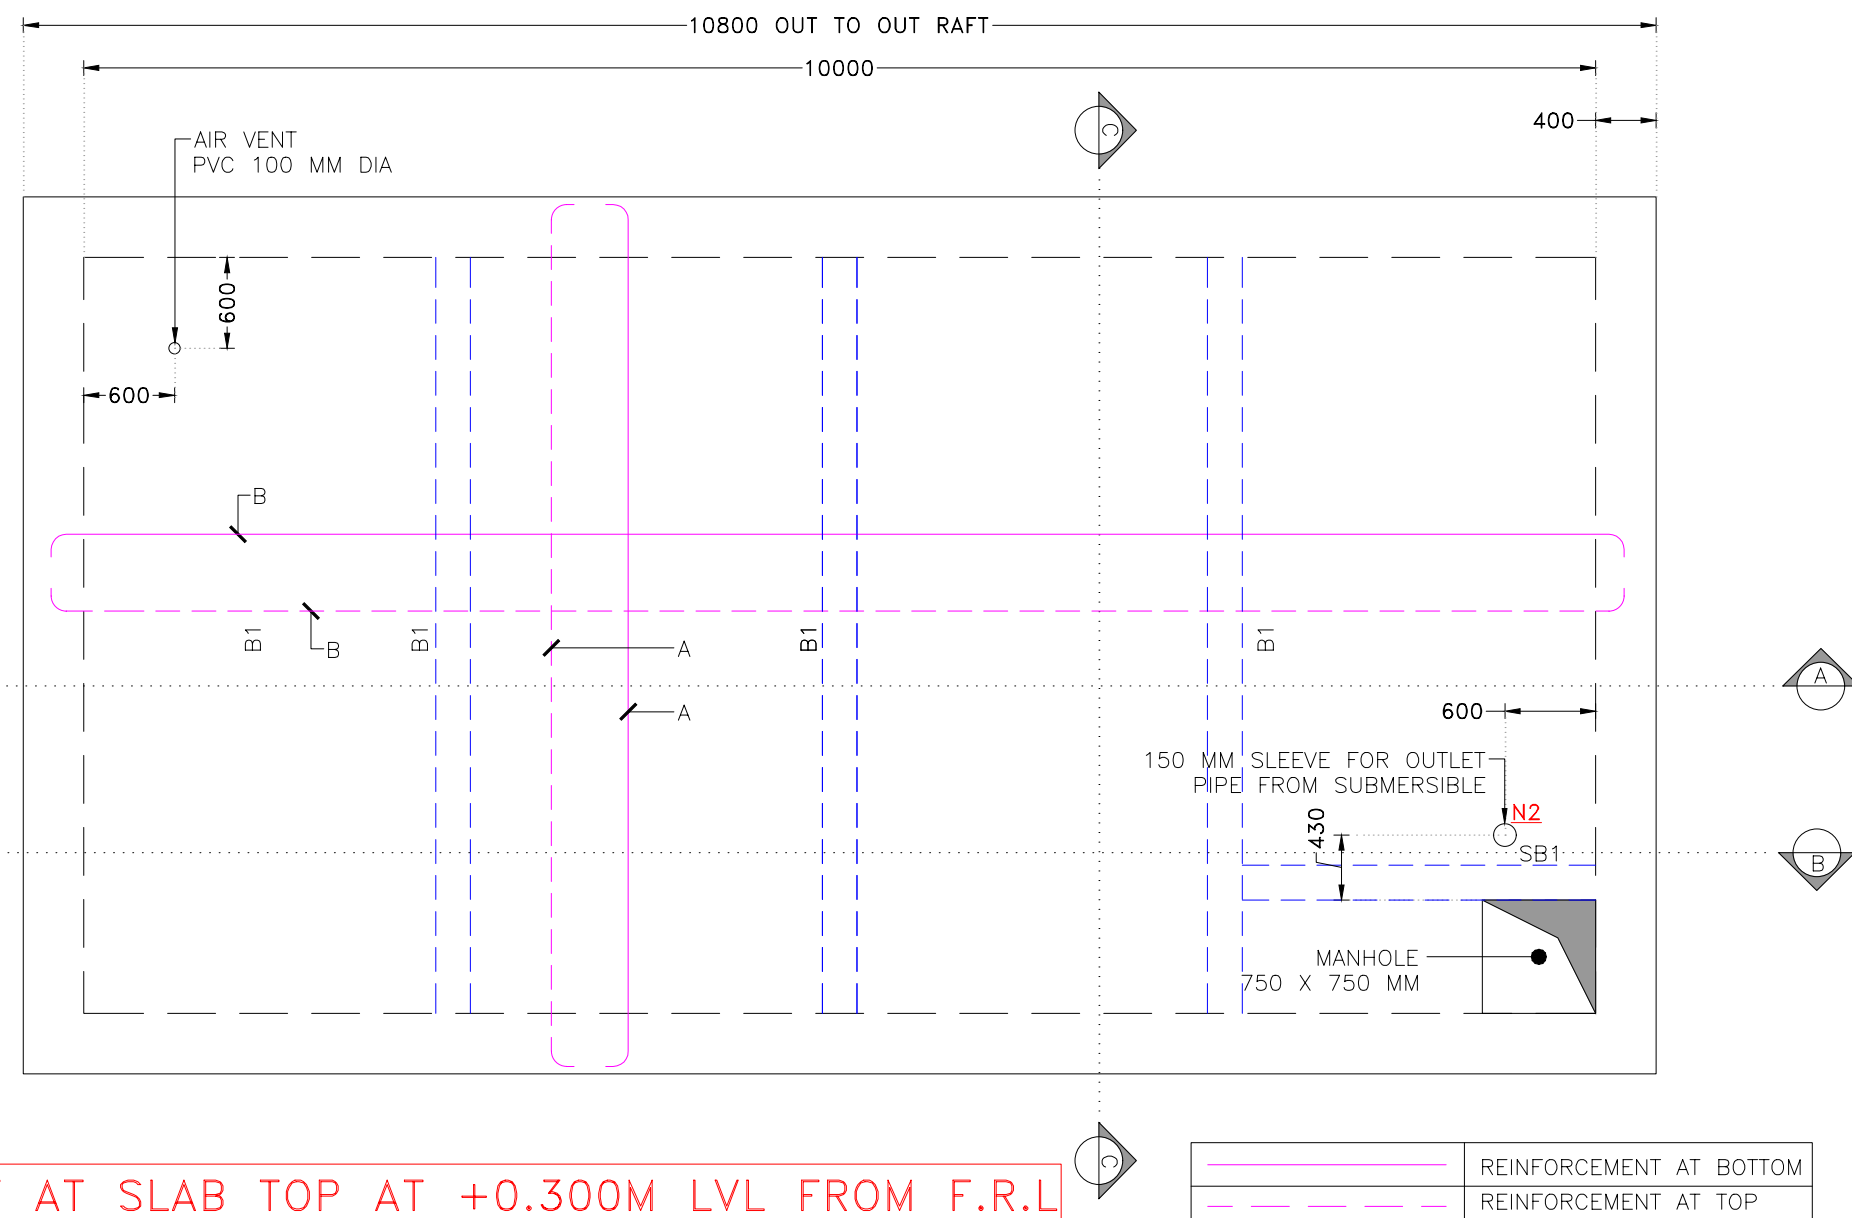 10800 OUT TO OUT RAFT
10000
C
400
AIR VENT
PVC 100 MM DIA
600
600
B
B1
B
B1
A
B1
B1
A
A
600
150 MM SLEEVE FOR OUTLET
PIPE FROM SUBMERSIBLE
N2
430
SB1
B
MANHOLE
750 X 750 MM
C
REINFORCEMENT AT BOTTOM
AT SLAB TOP AT +0.300M LVL FROM F.R.L
REINFORCEMENT AT TOP